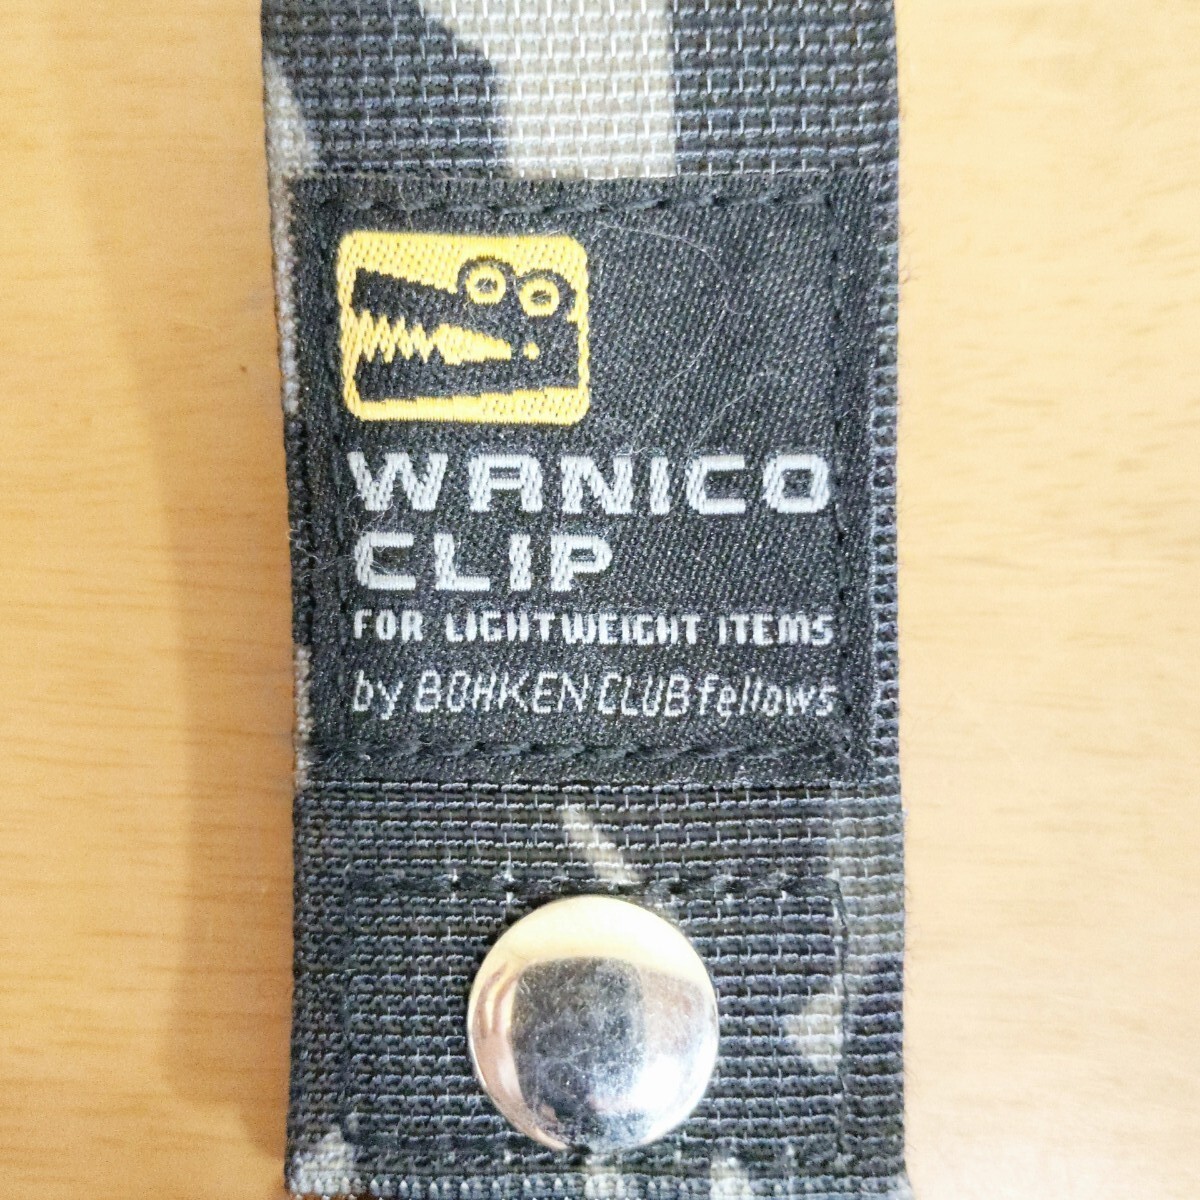 WANICO
CLIP
FOR LIGHTWEIGHT ITEMS
by BOHKEN CLUB fellows